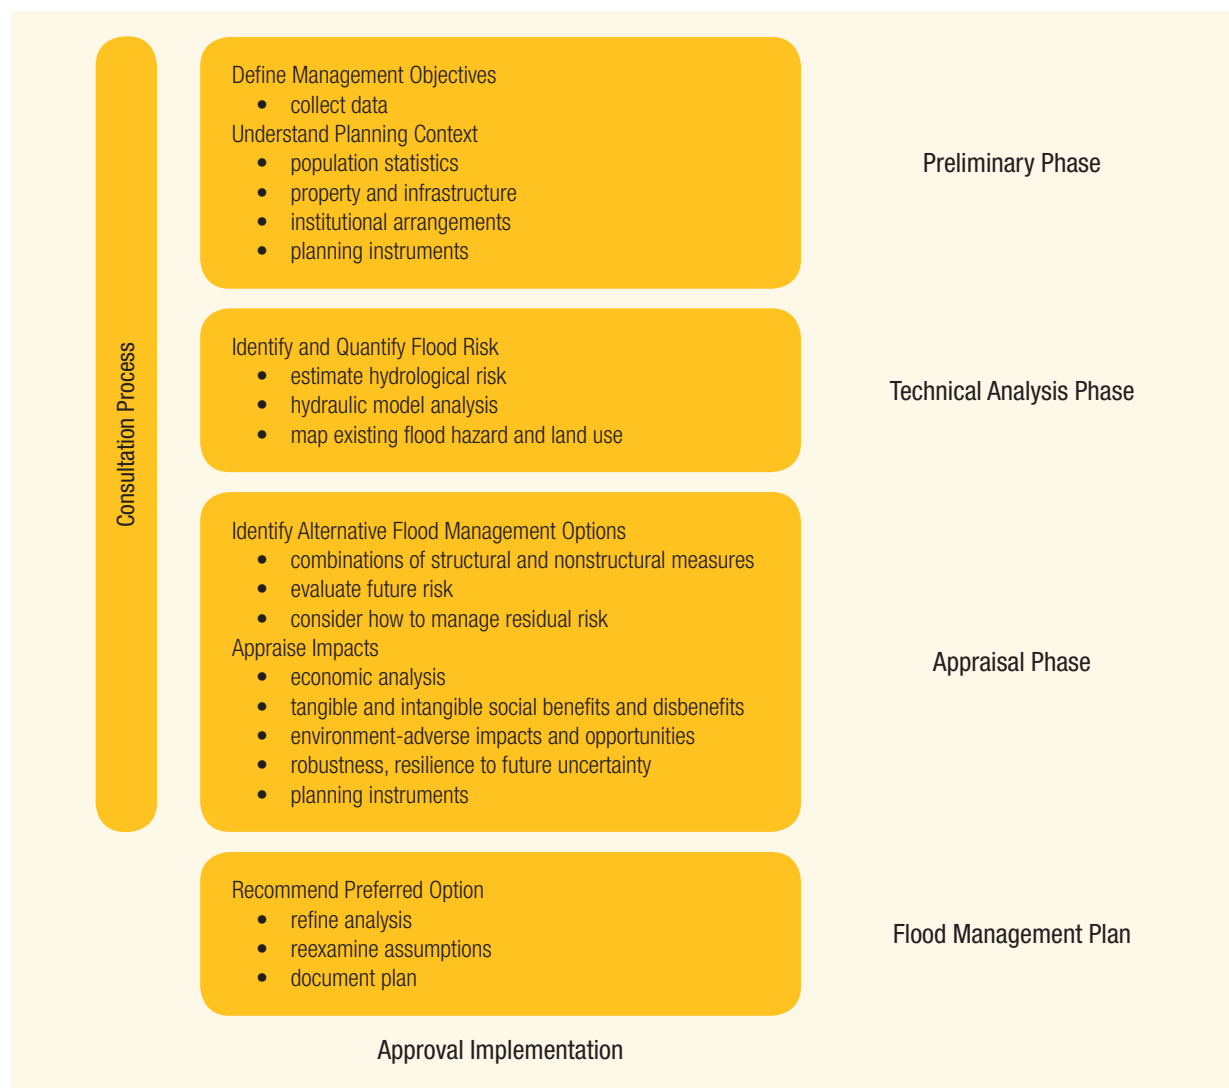 Consultation Process
Define Management Objectives
• collect data
Understand Planning Context
• population statistics
• property and infrastructure
• institutional arrangements
• planning instruments
Preliminary Phase
Identify and Quantify Flood Risk
• estimate hydrological risk
• hydraulic model analysis
• map existing flood hazard and land use
Technical Analysis Phase
Identify Alternative Flood Management Options
• combinations of structural and nonstructural measures
• evaluate future risk
• consider how to manage residual risk
Appraise Impacts
• economic analysis
• tangible and intangible social benefits and disbenefits
• environment-adverse impacts and opportunities
• robustness, resilience to future uncertainty
• planning instruments
Appraisal Phase
Recommend Preferred Option
• refine analysis
• reexamine assumptions
• document plan
Flood Management Plan
Approval Implementation